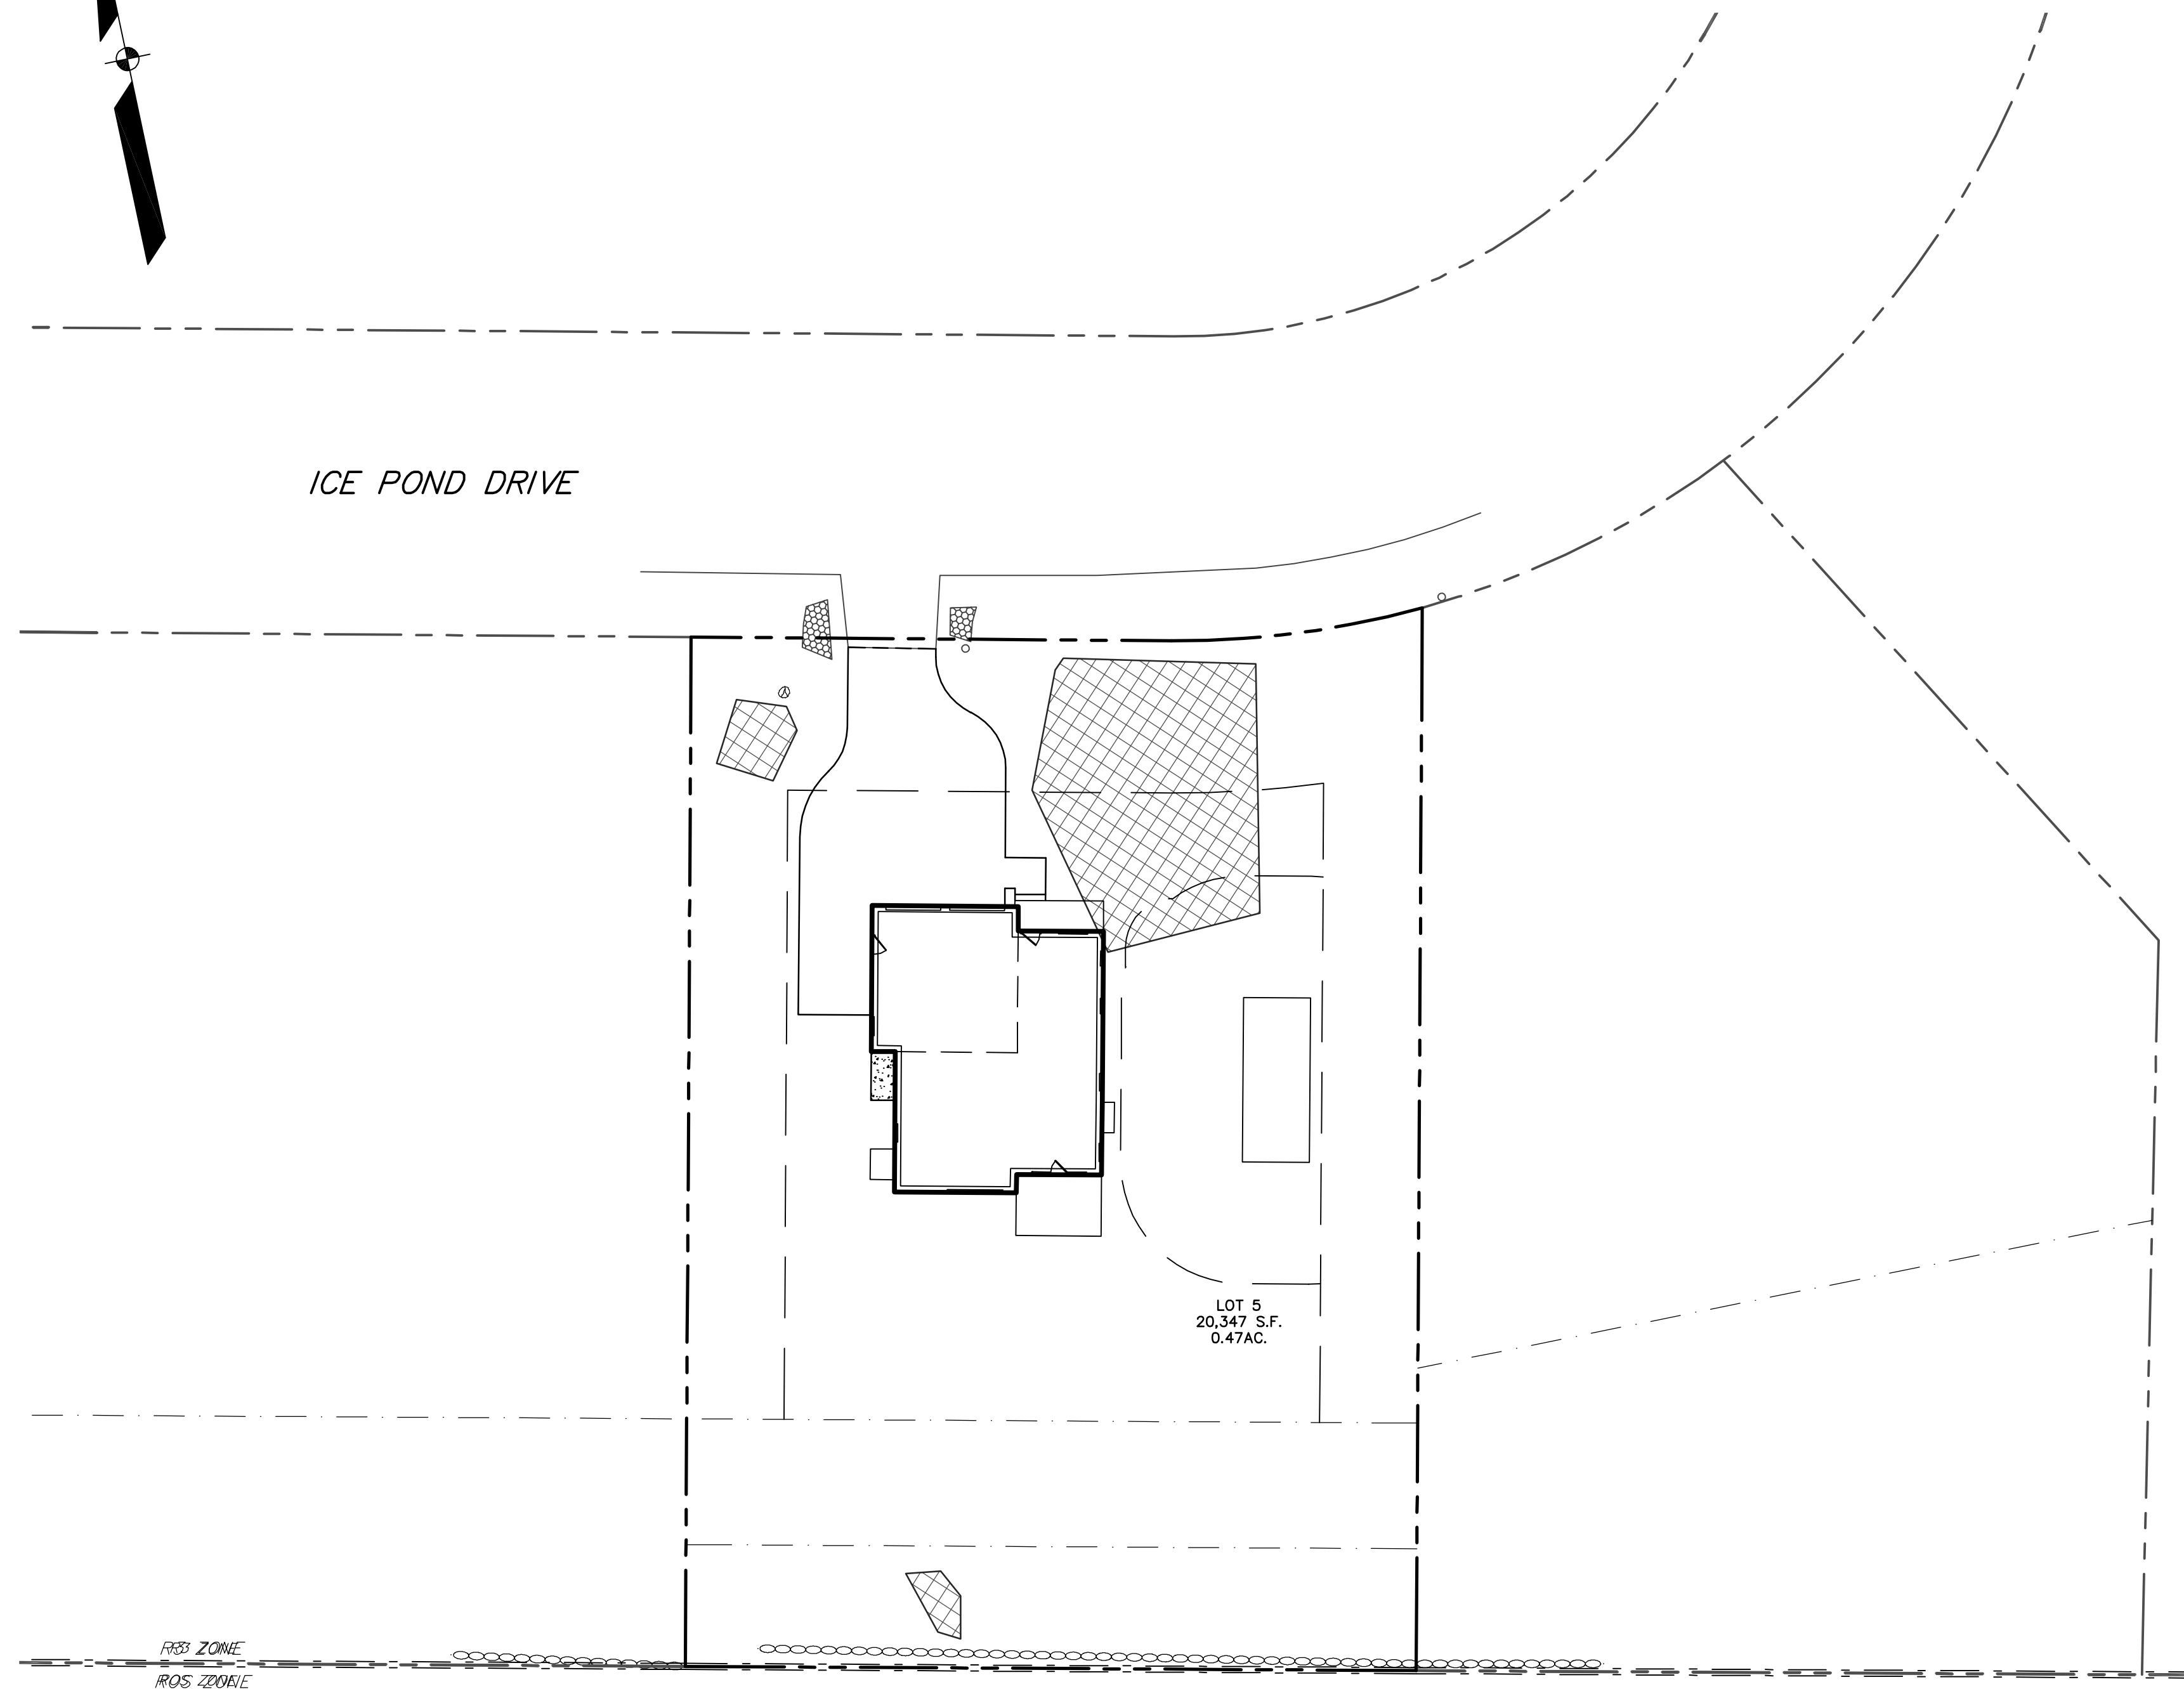 ICE POND DRIVE
LOT 5
20,347 S.F.
0.47AC.
ZONE
ROS ZONE